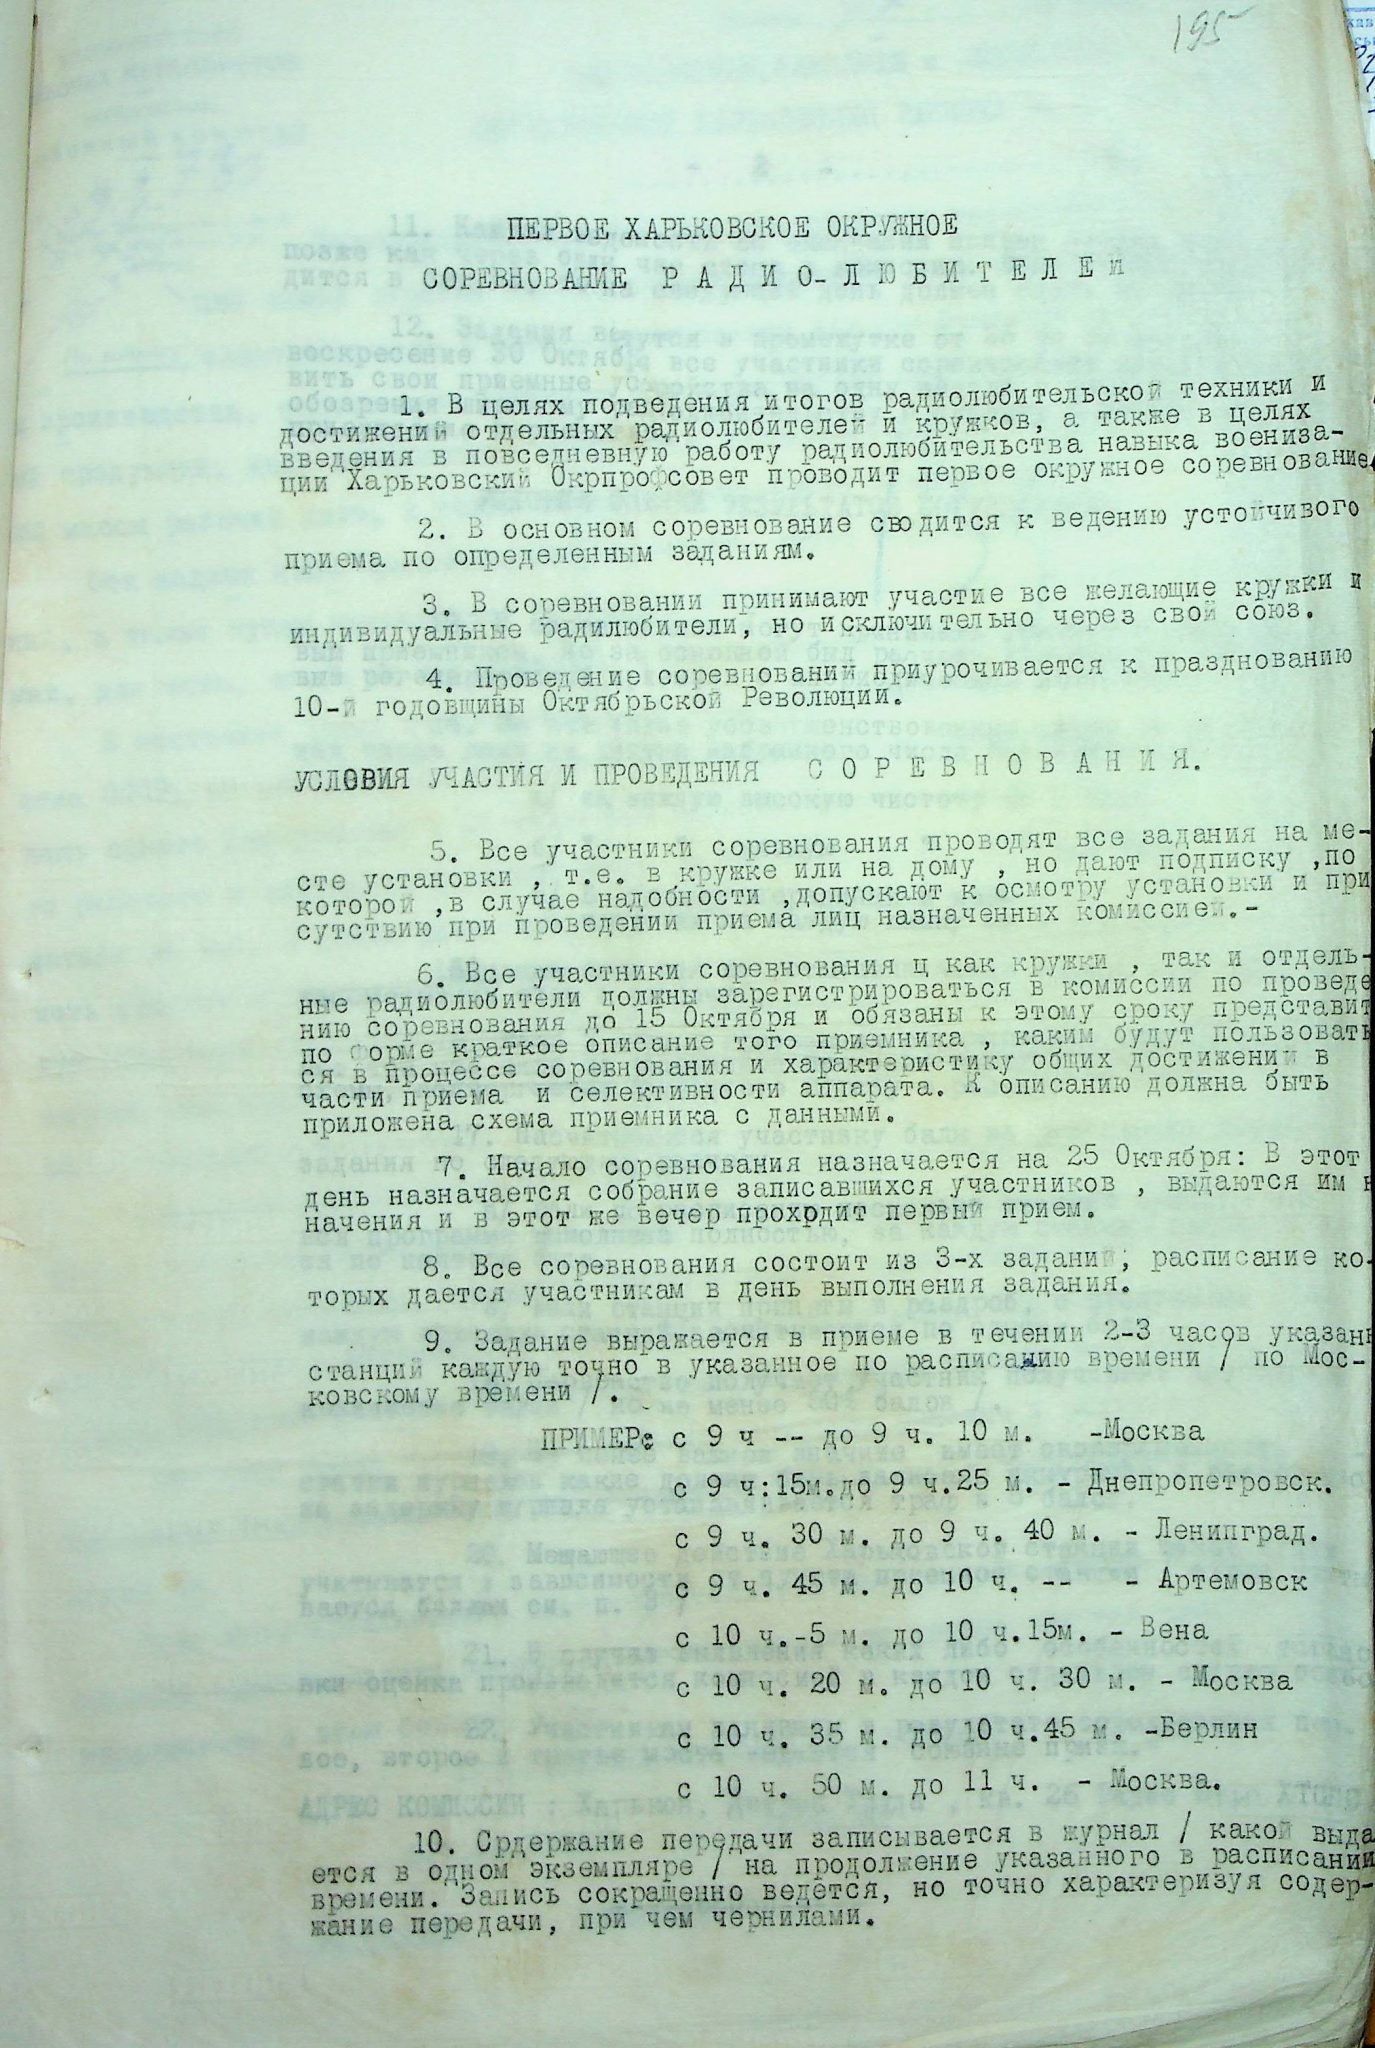 195
ПЕРВОЕ ХАРЬКОВСКОЕ ОКРУЖНОЕ
СОРЕВНОВАНИЕ Р А Д И О - Л Ю Б И Т Е Л Е Й
1. В целях подведения итогов радиолюбительской техники и
достижений отдельных радиолюбителей и кружков, а также в целях
введения в повседневную работу радиолюбительства навыка военизации-
ции Харьковский Окрпрофсовет проводит первое окружное соревнование.
2. В основном соревнование сводится к ведению устойчивого
приема по определенным заданиям.
3. В соревновании принимают участие все желающие кружки и
индивидуальные радилюбители, но исключительно через свой союз.
4. Проведение соревнований приурочивается к празднованию
10-й годовщины Октябрьской Революции.
УСЛОВИЯ УЧАСТИЯ И ПРОВЕДЕНИЯ С О Р Е В Н О В А Н И Я.
5. Все участники соревнования проводят все задания на ме-
сте установки , т.е. в кружке или на дому , но дают подписку ,по
которой ,в случае надобности ,допускают к осмотру установки и при
сутствию при проведении приема лиц назначенных комиссией.-
6. Все участники соревнования ц как кружки , так и отдель-
ные радиолюбители должны зарегистрироваться в комиссии по проведе
нию соревнования до 15 Октября и обязаны к этому сроку представит
по форме краткое описание того приемника , каким будут пользовать
ся в процессе соревнования и характеристику общих достижений в
части приема и селективности аппарата. К описанию должна быть
приложена схема приемника с данными.
7. Начало соревнования назначается на 25 Октября: В этот
день назначается собрание записавшихся участников , выдаются им
начения и в этот же вечер проходит первый прием.
8. Все соревнования состоит из 3-х заданий; расписание ко-
торых дается участникам в день выполнения задания.
9. Задание выражается в приеме в течении 2-3 часов указан
станций каждую точно в указанное по расписанию времени / по Мос-
ковскому времени /.
ПРИМЕР: с 9 ч -- до 9 ч. 10 м. -Москва
с 9 ч:15м.до 9 ч.25 м. - Днепропетровск.
с 9 ч. 30 м. до 9 ч. 40 м. - Ленипград.
с 9 ч. 45 м. до 10 ч. -- - Артемовск
с 10 ч.-5 м. до 10 ч.15м. - Вена
с 10 ч. 20 м. до 10 ч. 30 м. - Москва
с 10 ч. 35 м. до 10 ч.45 м. -Берлин
с 10 ч. 50 м. до 11 ч. - Москва.
10. Срдержание передачи записывается в журнал / какой выда
ется в одном экземпляре / на продолжение указанного в расписании
времени. Запись сокращенно ведется, но точно характеризуя содер-
жание передачи, при чем чернилами.